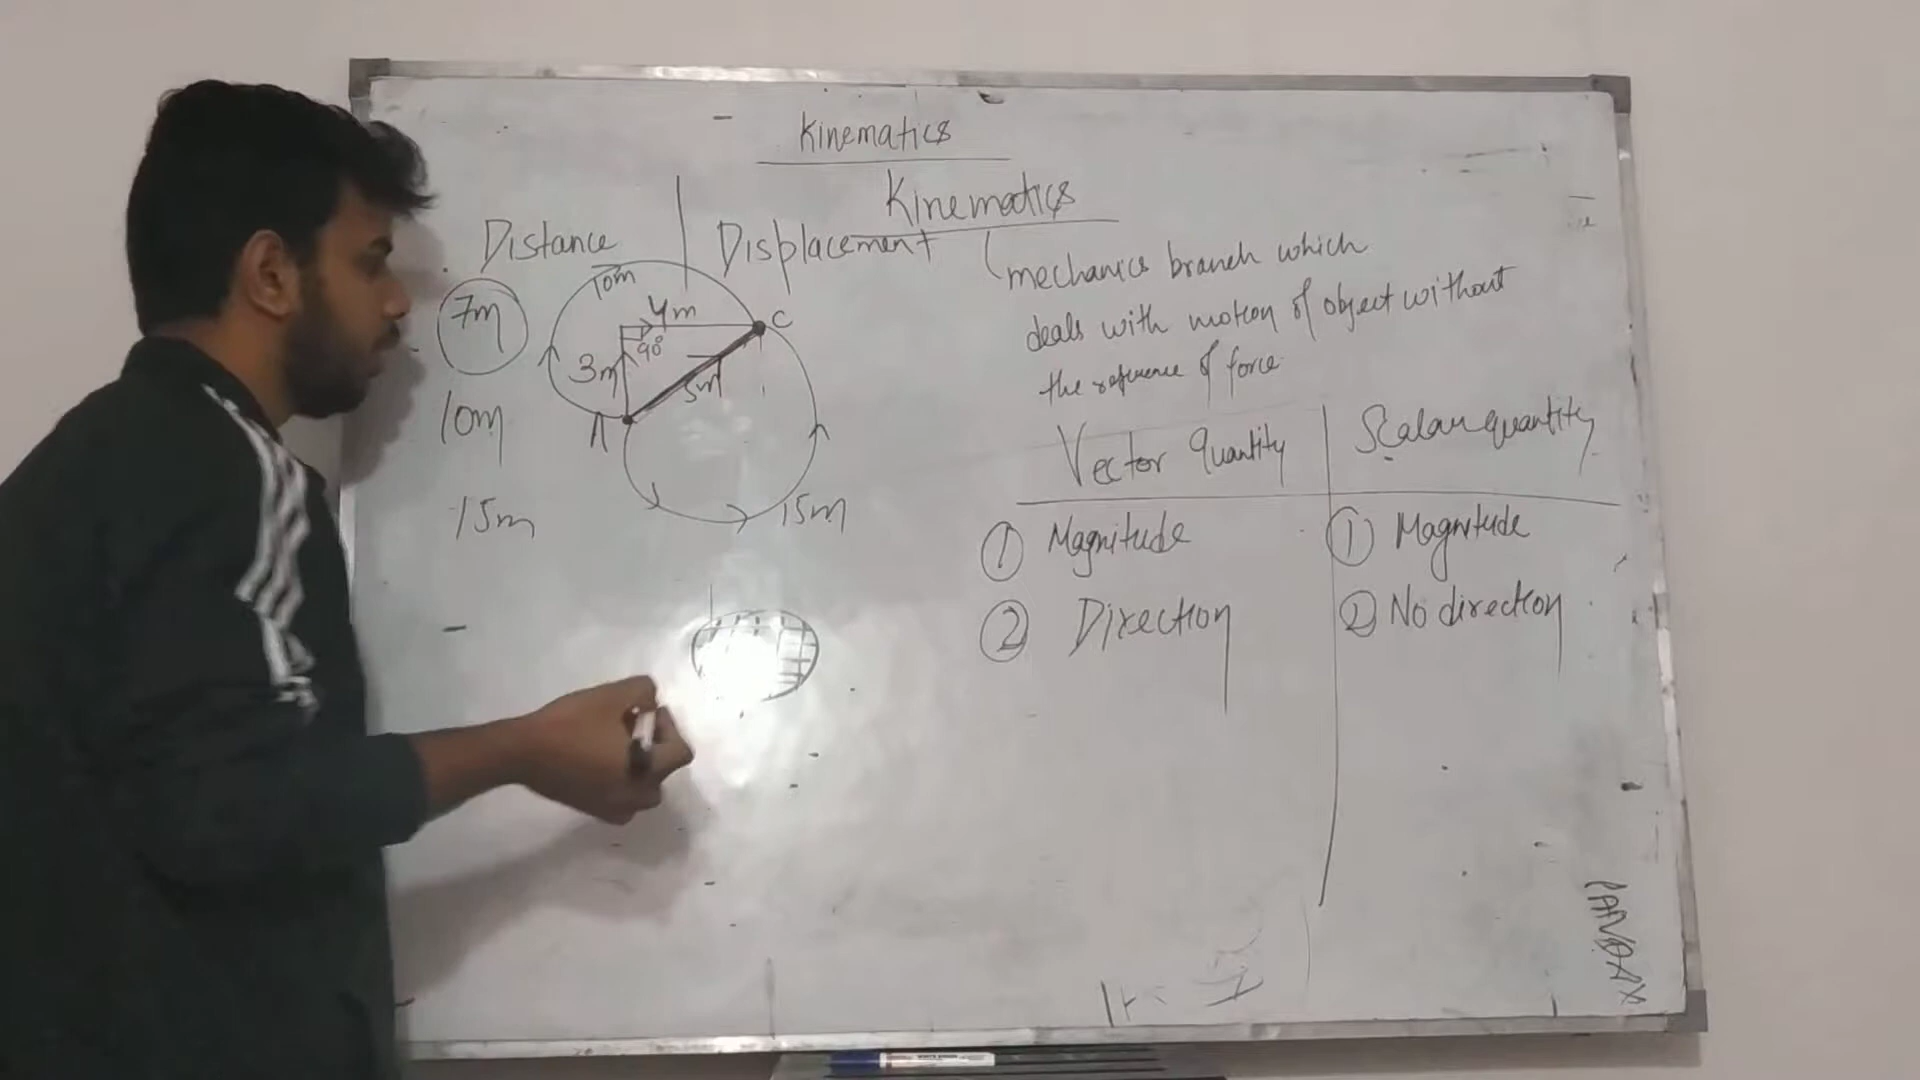 Kinematics
Kinematics
Distance
Displacement
mechanics branch which
deals with motion of object without
the reference of force
7m
10m
15m
10m
4m
C
90°
3m
5m
A
15m
Vector Quantity
Scalar quantity
① Magnitude
① Magnitude
② Direction
② No direction